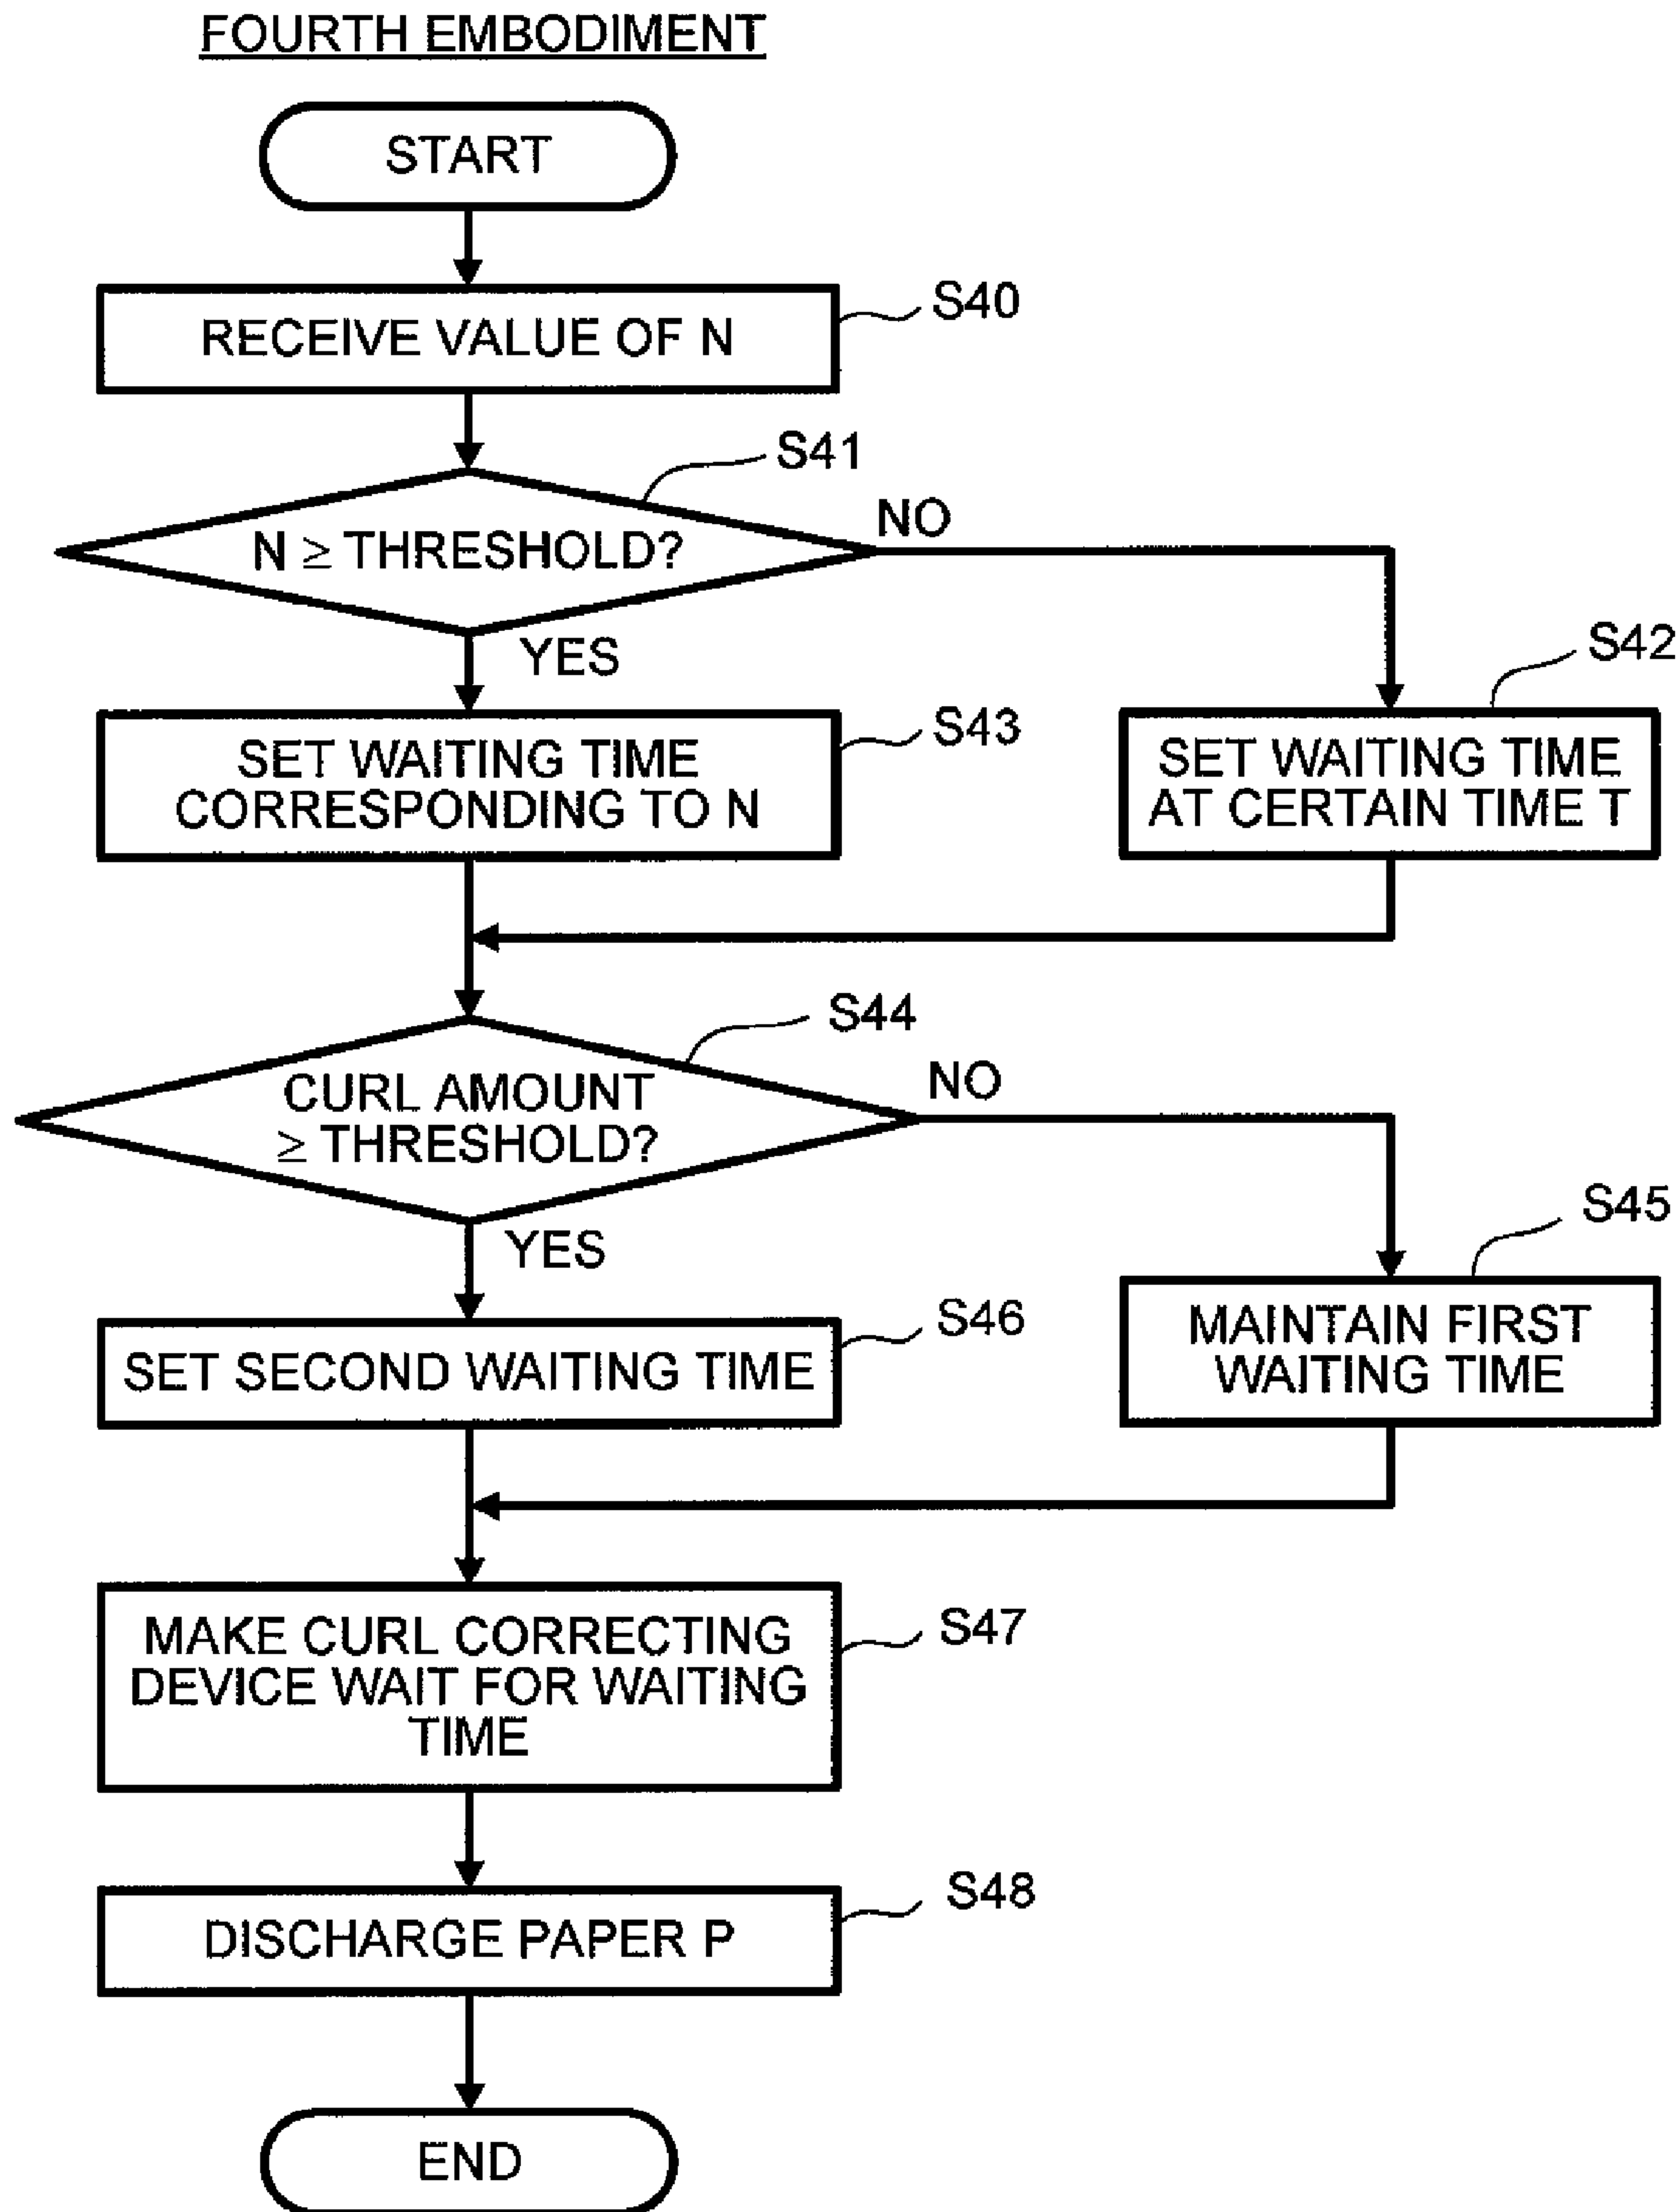 FOURTH EMBODIMENT
START
RECEIVE VALUE OF N
S40
S41
N ≥ THRESHOLD?
NO
YES
S42
SET WAITING TIME
AT CERTAIN TIME T
S43
SET WAITING TIME
CORRESPONDING TO N
S44
CURL AMOUNT
≥ THRESHOLD?
NO
YES
S45
MAINTAIN FIRST
WAITING TIME
S46
SET SECOND WAITING TIME
S47
MAKE CURL CORRECTING
DEVICE WAIT FOR WAITING
TIME
S48
DISCHARGE PAPER P
END